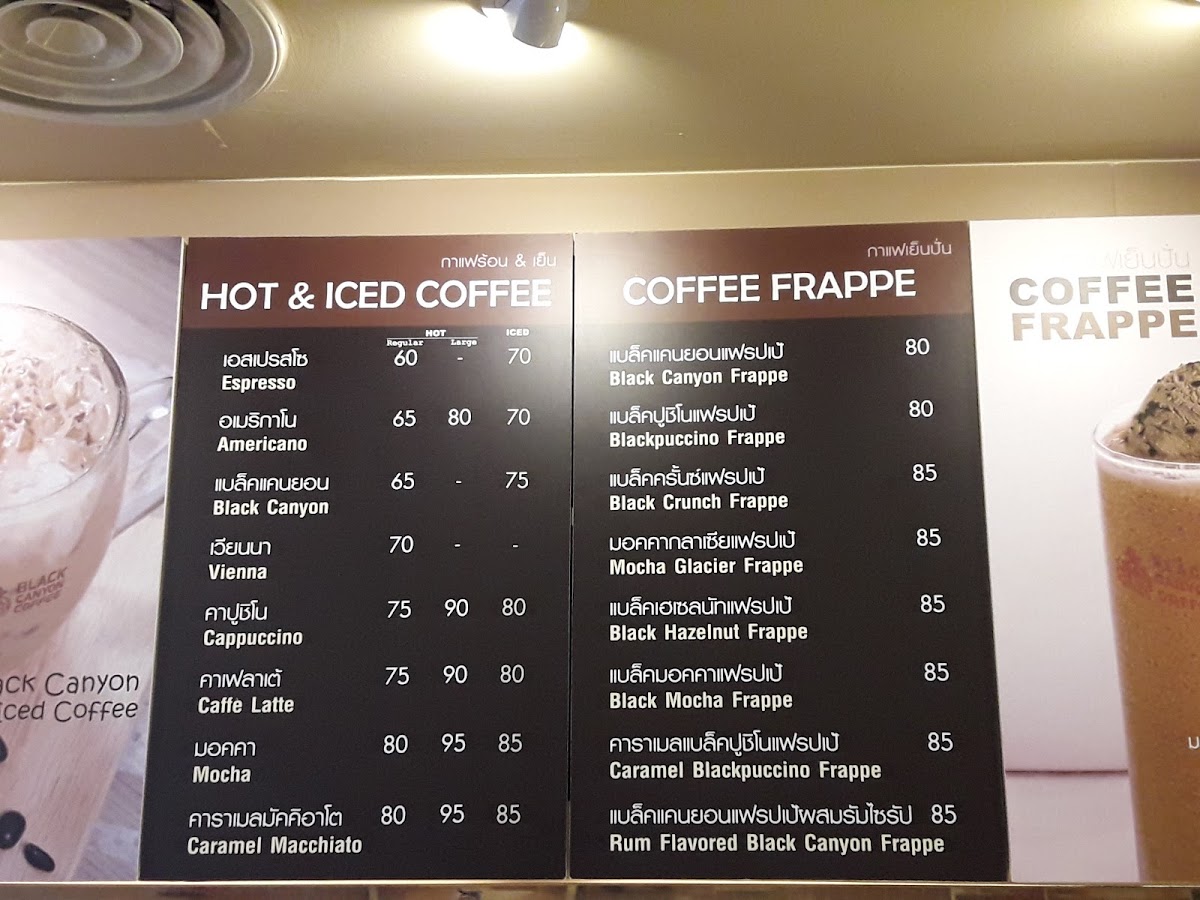 กาแฟร้อน & เย็น
HOT & ICED COFFEE
HOT ICED
Regular Large
เอสเปรสโซ 60 - 70
Espresso
อเมริกาโน 65 80 70
Americano
แบล็คแคนยอน 65 - 75
Black Canyon
เวียนนา 70 - -
Vienna
คาปูชิโน 75 90 80
Cappuccino
คาเฟลาเต้ 75 90 80
Caffe Latte
มอคคา 80 95 85
Mocha
คาราเมลมัคคิอาโต 80 95 85
Caramel Macchiato
กาแฟเย็นปั่น
COFFEE FRAPPE
แบล็คแคนยอนแฟรปเป้ 80
Black Canyon Frappe
แบล็คปูชิโนแฟรปเป้ 80
Blackpuccino Frappe
แบล็คครั้นช์แฟรปเป้ 85
Black Crunch Frappe
มอคคากลาเซียแฟรปเป้ 85
Mocha Glacier Frappe
แบล็คเฮเซลนัทแฟรปเป้ 85
Black Hazelnut Frappe
แบล็คมอคคาแฟรปเป้ 85
Black Mocha Frappe
คาราเมลแบล็คปูชิโนแฟรปเป้ 85
Caramel Blackpuccino Frappe
แบล็คแคนยอนแฟรปเป้ผสมรัมไซรัป 85
Rum Flavored Black Canyon Frappe
BLACK
CANYON
COFFEE
ack Canyon
Iced Coffee
ฟเย็นปั่น
COFFEE
FRAPPE